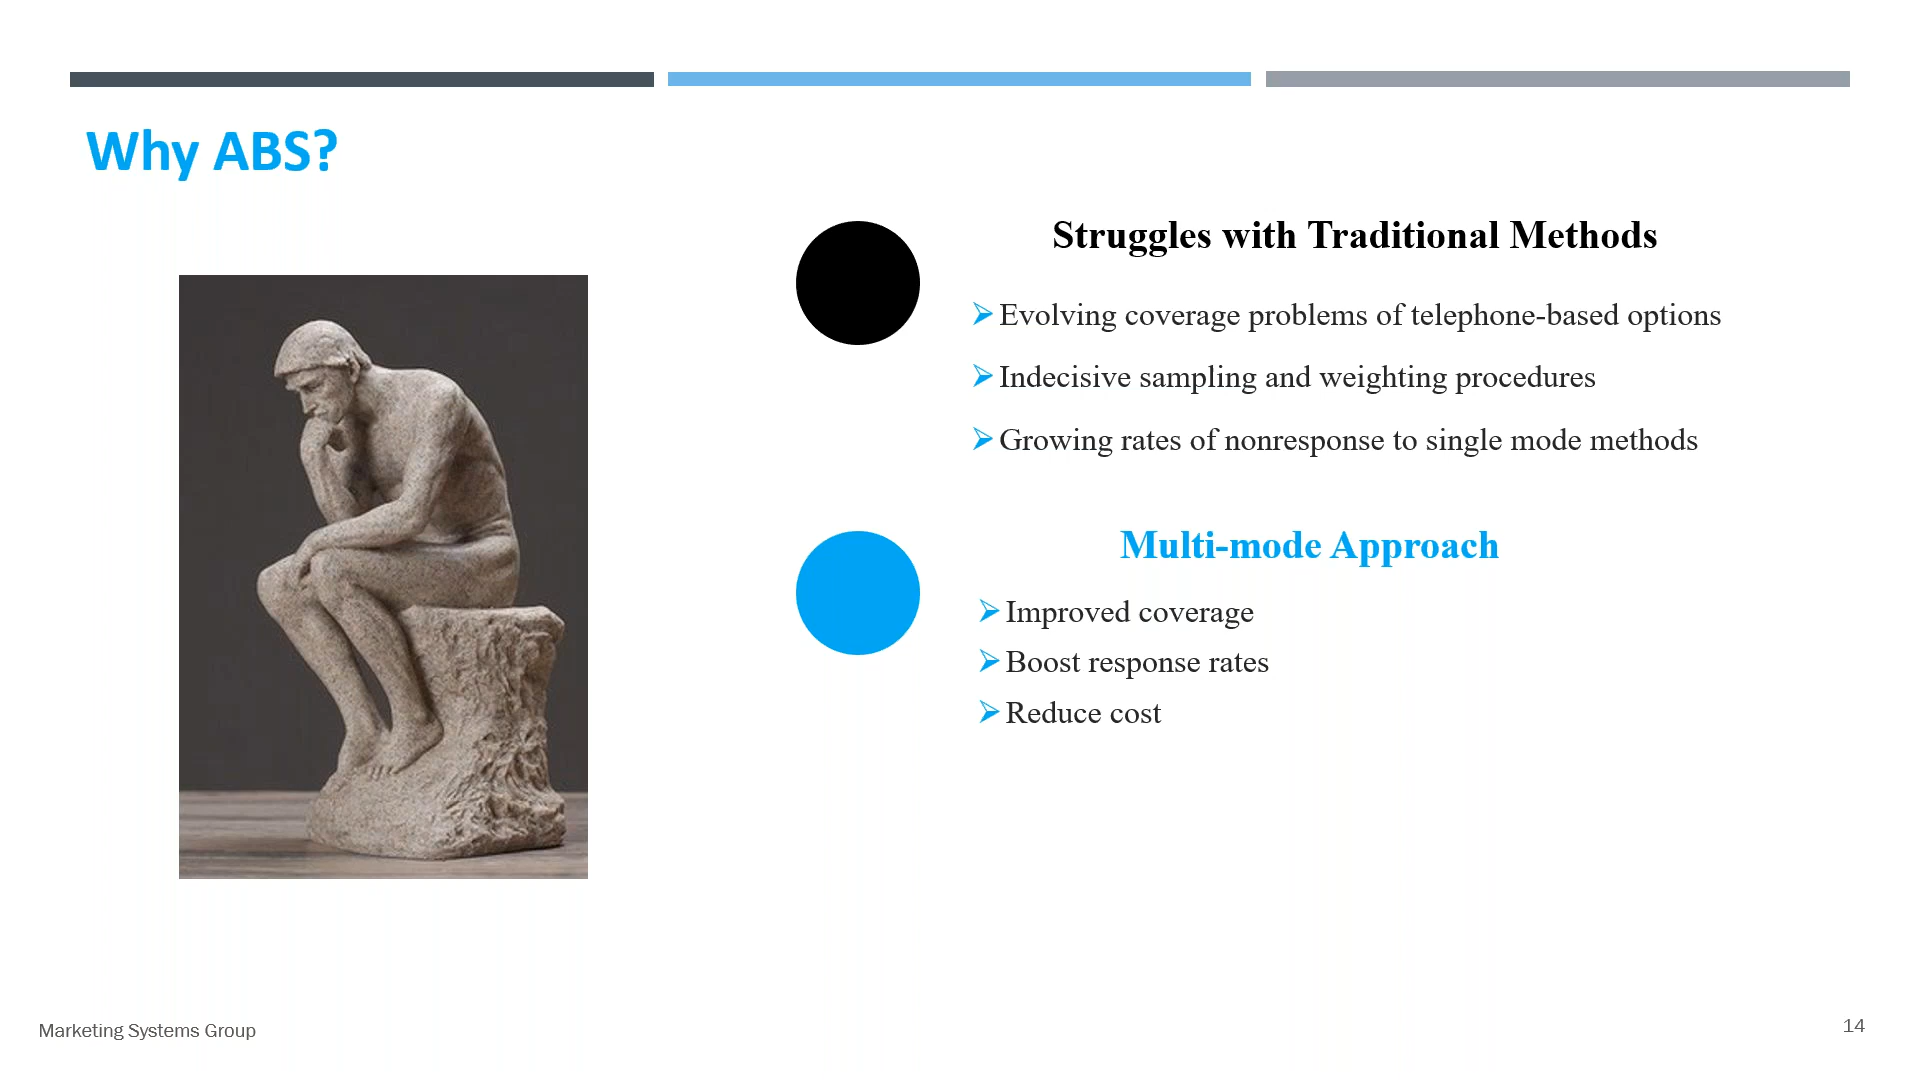 Why ABS?
Struggles with Traditional Methods
Evolving coverage problems of telephone-based options
Indecisive sampling and weighting procedures
Growing rates of nonresponse to single mode methods
Multi-mode Approach
Improved coverage
Boost response rates
Reduce cost
Marketing Systems Group
14